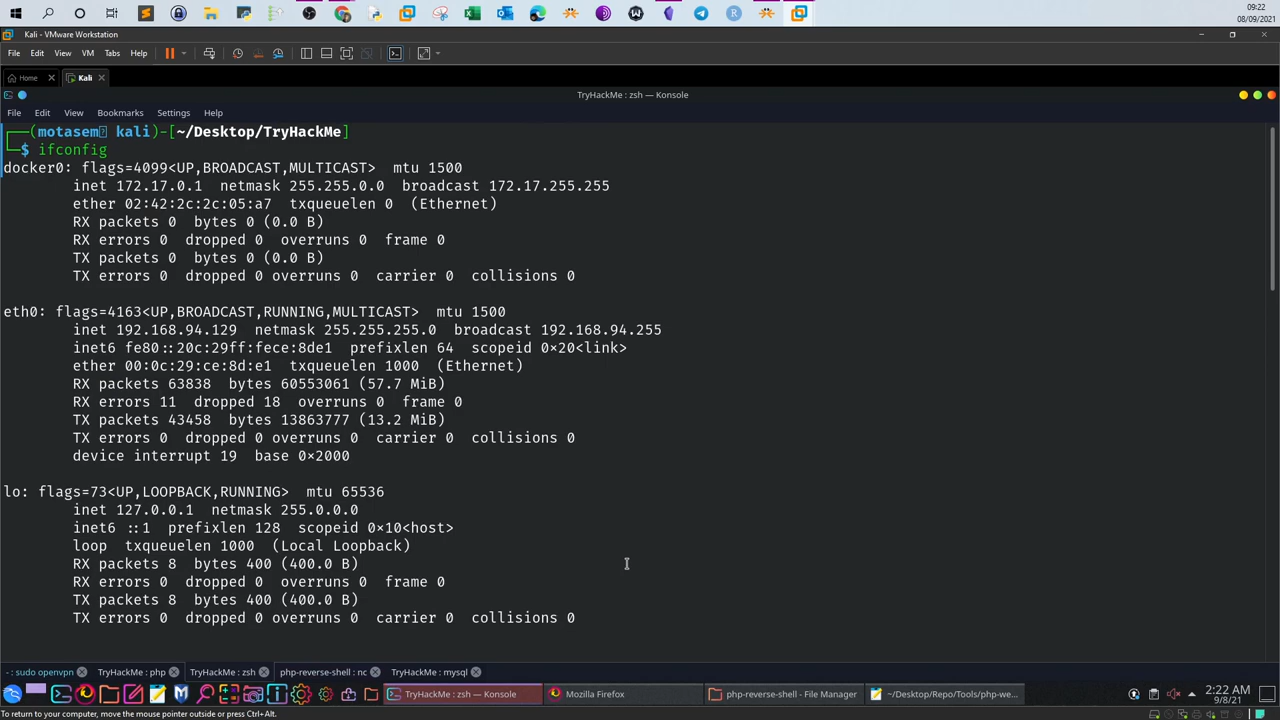 09:22
08/09/2021
Kali - VMware Workstation
File Edit View VM Tabs Help
Home Kali
TryHackMe : zsh — Konsole
File Edit View Bookmarks Settings Help
(motasem kali)-[~/Desktop/TryHackMe]
$ ifconfig
docker0: flags=4099<UP,BROADCAST,MULTICAST> mtu 1500
inet 172.17.0.1 netmask 255.255.0.0 broadcast 172.17.255.255
ether 02:42:2c:2c:05:a7 txqueuelen 0 (Ethernet)
RX packets 0 bytes 0 (0.0 B)
RX errors 0 dropped 0 overruns 0 frame 0
TX packets 0 bytes 0 (0.0 B)
TX errors 0 dropped 0 overruns 0 carrier 0 collisions 0
eth0: flags=4163<UP,BROADCAST,RUNNING,MULTICAST> mtu 1500
inet 192.168.94.129 netmask 255.255.255.0 broadcast 192.168.94.255
inet6 fe80::20c:29ff:fece:8de1 prefixlen 64 scopeid 0×20<link>
ether 00:0c:29:ce:8d:e1 txqueuelen 1000 (Ethernet)
RX packets 63838 bytes 60553061 (57.7 MiB)
RX errors 11 dropped 18 overruns 0 frame 0
TX packets 43458 bytes 13863777 (13.2 MiB)
TX errors 0 dropped 0 overruns 0 carrier 0 collisions 0
device interrupt 19 base 0×2000
lo: flags=73<UP,LOOPBACK,RUNNING> mtu 65536
inet 127.0.0.1 netmask 255.0.0.0
inet6 ::1 prefixlen 128 scopeid 0×10<host>
loop txqueuelen 1000 (Local Loopback)
RX packets 8 bytes 400 (400.0 B)
RX errors 0 dropped 0 overruns 0 frame 0
TX packets 8 bytes 400 (400.0 B)
TX errors 0 dropped 0 overruns 0 carrier 0 collisions 0
- : sudo openvpn TryHackMe : php TryHackMe : zsh php-reverse-shell : nc TryHackMe : mysql
TryHackMe : zsh — Konsole Mozilla Firefox php-reverse-shell - File Manager ~/Desktop/Repo/Tools/php-we... 2:22 AM
9/8/21
To return to your computer, move the mouse pointer outside or press Ctrl+Alt.